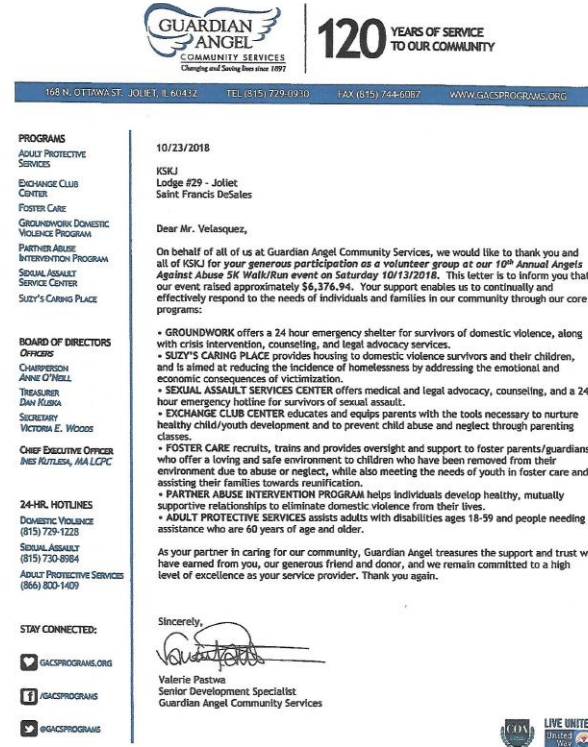 GUARDIAN
ANGEL
COMMUNITY SERVICES
Changing and Saving lives since 1897
120 YEARS OF SERVICE
TO OUR COMMUNITY
168 N. OTTAWA ST. JOLIET, IL 60432 TEL (815) 729-0930 FAX (815) 744-6087 WWW.GACSPROGRAMS.ORG
PROGRAMS
ADULT PROTECTIVE
SERVICES
EXCHANGE CLUB
CENTER
FOSTER CARE
GROUNDWORK DOMESTIC
VIOLENCE PROGRAM
PARTNER ABUSE
INTERVENTION PROGRAM
SEXUAL ASSAULT
SERVICE CENTER
SUZY'S CARING PLACE
BOARD OF DIRECTORS
OFFICERS
CHAIRPERSON
ANNE O'NEILL
TREASURER
DAN KUSKA
SECRETARY
VICTORIA E. WOODS
CHIEF EXECUTIVE OFFICER
INES KUTLESA, MA LCPC
24-HR. HOTLINES
DOMESTIC VIOLENCE
(815) 729-1228
SEXUAL ASSAULT
(815) 730-8984
ADULT PROTECTIVE SERVICES
(866) 800-1409
STAY CONNECTED:
GACSPROGRAMS.ORG
/GACSPROGRAMS
@GACSPROGRAMS
10/23/2018
KSKJ
Lodge #29 - Joliet
Saint Francis DeSales
Dear Mr. Velasquez,
On behalf of all of us at Guardian Angel Community Services, we would like to thank you and
all of KSKJ for your generous participation as a volunteer group at our 10th Annual Angels
Against Abuse 5K Walk/Run event on Saturday 10/13/2018. This letter is to inform you that
our event raised approximately $6,376.94. Your support enables us to continually and
effectively respond to the needs of individuals and families in our community through our core
programs:
• GROUNDWORK offers a 24 hour emergency shelter for survivors of domestic violence, along
with crisis intervention, counseling, and legal advocacy services.
• SUZY'S CARING PLACE provides housing to domestic violence survivors and their children,
and is aimed at reducing the incidence of homelessness by addressing the emotional and
economic consequences of victimization.
• SEXUAL ASSAULT SERVICES CENTER offers medical and legal advocacy, counseling, and a 24
hour emergency hotline for survivors of sexual assault.
• EXCHANGE CLUB CENTER educates and equips parents with the tools necessary to nurture
healthy child/youth development and to prevent child abuse and neglect through parenting
classes.
• FOSTER CARE recruits, trains and provides oversight and support to foster parents/guardians
who offer a loving and safe environment to children who have been removed from their
environment due to abuse or neglect, while also meeting the needs of youth in foster care and
assisting their families towards reunification.
• PARTNER ABUSE INTERVENTION PROGRAM helps individuals develop healthy, mutually
supportive relationships to eliminate domestic violence from their lives.
• ADULT PROTECTIVE SERVICES assists adults with disabilities ages 18-59 and people needing
assistance who are 60 years of age and older.
As your partner in caring for our community, Guardian Angel treasures the support and trust w
have earned from you, our generous friend and donor, and we remain committed to a high
level of excellence as your service provider. Thank you again.
Sincerely,
Valerie Pastwa
Senior Development Specialist
Guardian Angel Community Services
COA
LIVE UNITE
United
Way